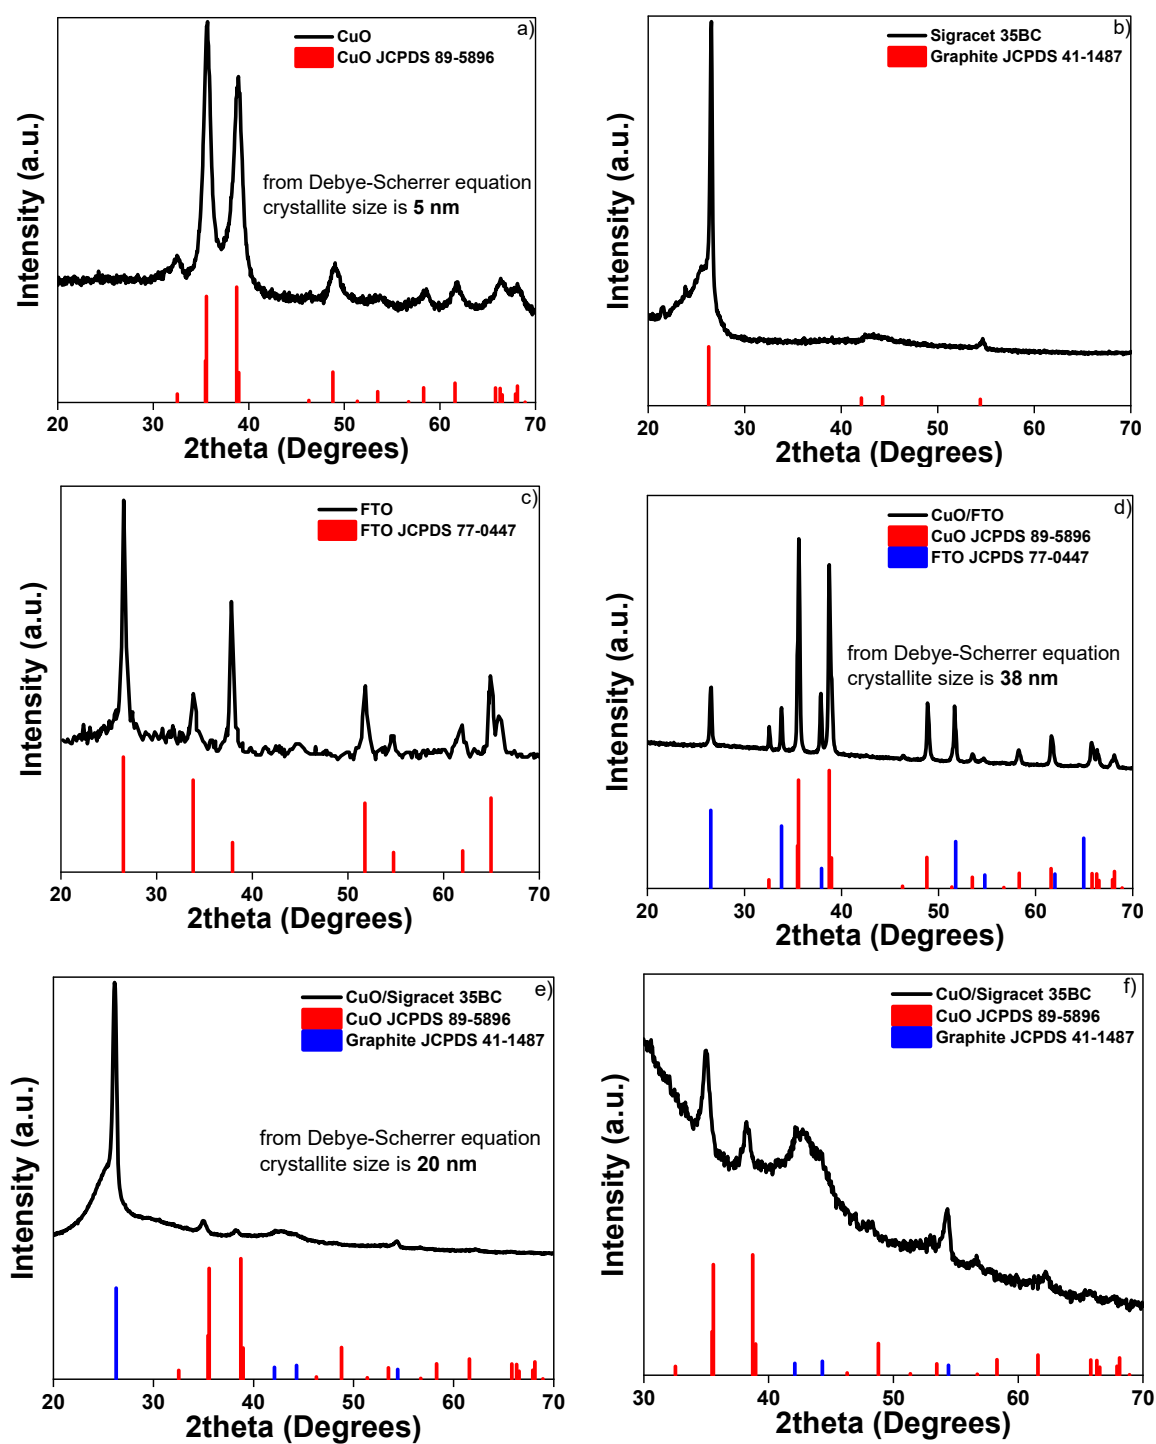 a)
CuO
CuO JCPDS 89-5896
from Debye-Scherrer equation
crystallite size is 5 nm
Intensity (a.u.)
20 30 40 50 60 70
2theta (Degrees)
b)
Sigracet 35BC
Graphite JCPDS 41-1487
Intensity (a.u.)
20 30 40 50 60 70
2theta (Degrees)
c)
FTO
FTO JCPDS 77-0447
Intensity (a.u.)
20 30 40 50 60 70
2theta (Degrees)
d)
CuO/FTO
CuO JCPDS 89-5896
FTO JCPDS 77-0447
from Debye-Scherrer equation
crystallite size is 38 nm
Intensity (a.u.)
20 30 40 50 60 70
2theta (Degrees)
e)
CuO/Sigracet 35BC
CuO JCPDS 89-5896
Graphite JCPDS 41-1487
from Debye-Scherrer equation
crystallite size is 20 nm
Intensity (a.u.)
20 30 40 50 60 70
2theta (Degrees)
f)
CuO/Sigracet 35BC
CuO JCPDS 89-5896
Graphite JCPDS 41-1487
Intensity (a.u.)
30 40 50 60 70
2theta (Degrees)